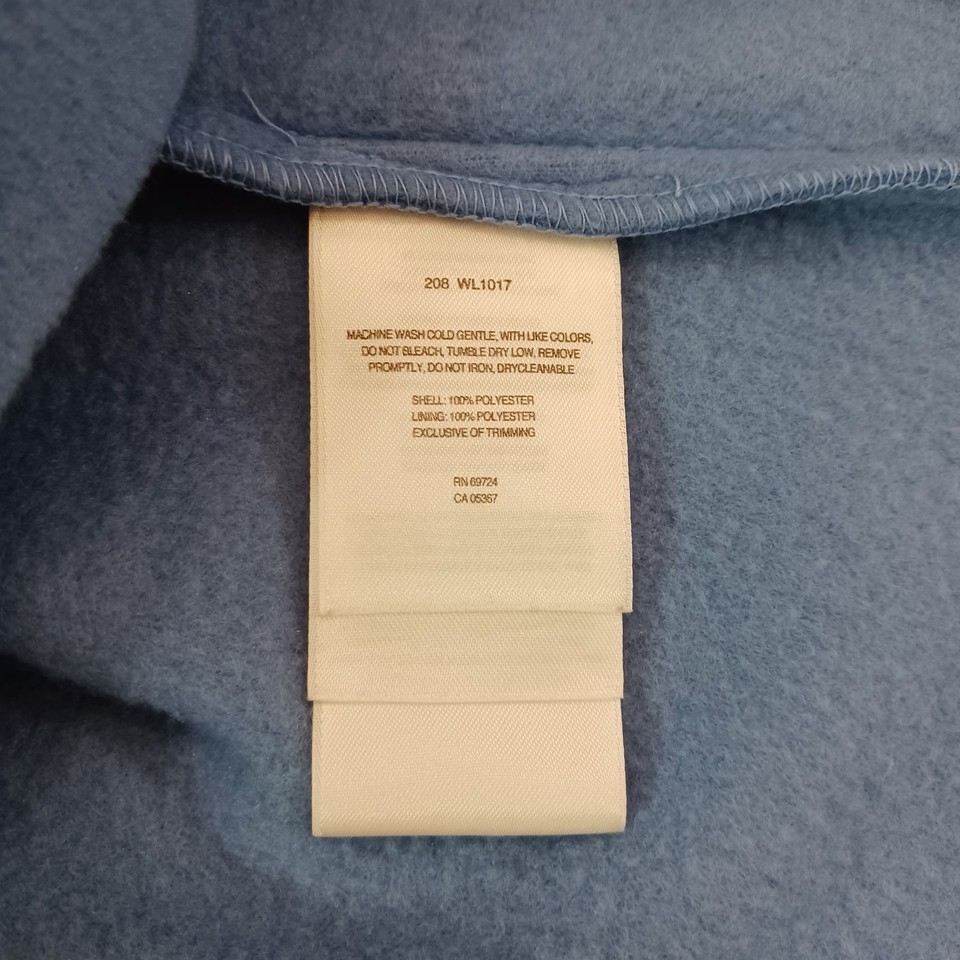 208 WL1017
MACHINE WASH COLD GENTLE, WITH LIKE COLORS,
DO NOT BLEACH, TUMBLE DRY LOW, REMOVE
PROMPTLY, DO NOT IRON, DRYCLEANABLE
SHELL: 100% POLYESTER
LINING: 100% POLYESTER
EXCLUSIVE OF TRIMMING
RN 69724
CA 05367